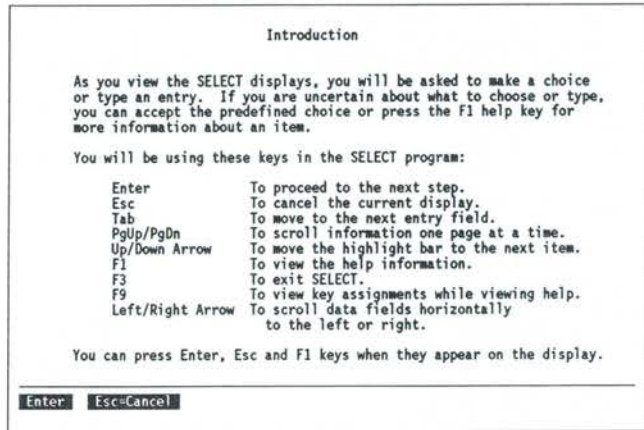 Introduction
As you view the SELECT displays, you will be asked to make a choice
or type an entry. If you are uncertain about what to choose or type,
you can accept the predefined choice or press the F1 help key for
more information about an item.
You will be using these keys in the SELECT program:
Enter To proceed to the next step.
Esc To cancel the current display.
Tab To move to the next entry field.
PgUp/PgDn To scroll information one page at a time.
Up/Down Arrow To move the highlight bar to the next item.
F1 To view the help information.
F3 To exit SELECT.
F9 To view key assignments while viewing help.
Left/Right Arrow To scroll data fields horizontally
to the left or right.
You can press Enter, Esc and F1 keys when they appear on the display.
Enter Esc=Cancel